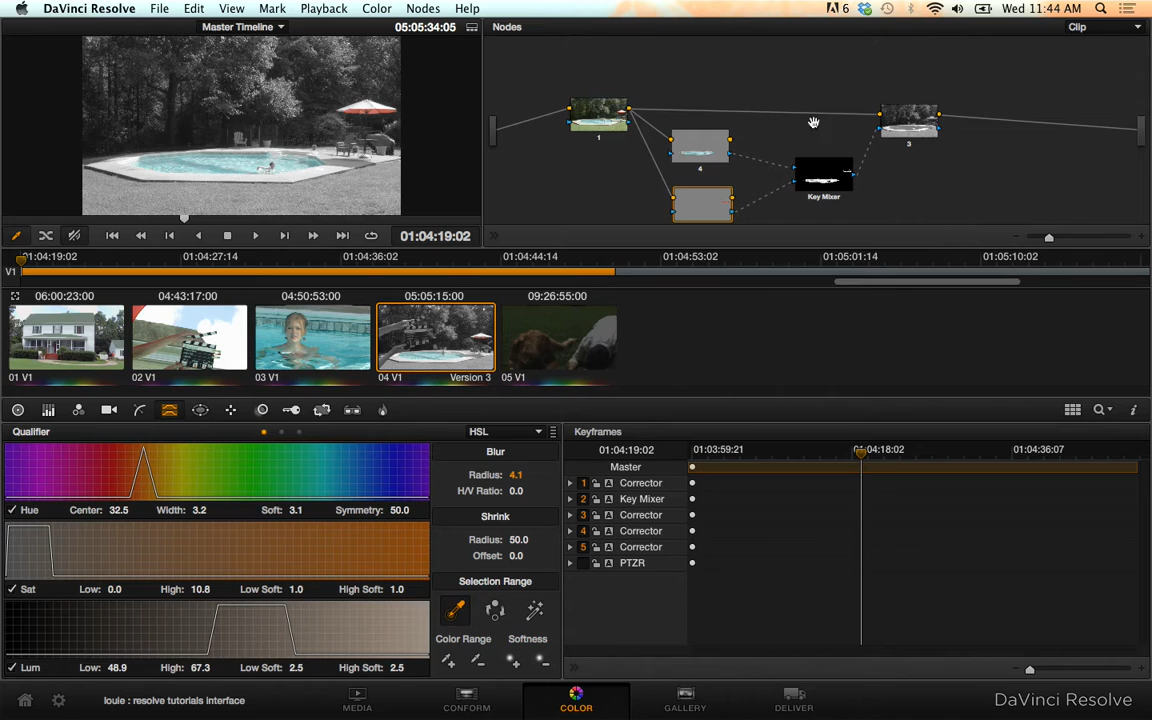 DaVinci Resolve File Edit View Mark Playback Color Nodes Help 6 Wed 11:44 AM
Master Timeline 05:05:34:05 Nodes Clip
1
4
3
Key Mixer
01:04:19:02
01:04:19:02 01:04:27:14 01:04:36:02 01:04:44:14 01:04:53:02 01:05:01:14 01:05:10:02
V1
06:00:23:00 04:43:17:00 04:50:53:00 05:05:15:00 09:26:55:00
01 V1 02 V1 03 V1 04 V1 Version 3 05 V1
Qualifier HSL Keyframes
Blur 01:04:19:02 01:03:59:21 01:04:18:02 01:04:36:07
Master
Radius: 4.1
1 Corrector
H/V Ratio: 0.0
2 Key Mixer
Hue Center: 32.5 Width: 3.2 Soft: 3.1 Symmetry: 50.0
Shrink
3 Corrector
4 Corrector
Radius: 50.0
5 Corrector
Offset: 0.0
PTZR
Selection Range
Sat Low: 0.0 High: 10.8 Low Soft: 1.0 High Soft: 1.0
Color Range Softness
Lum Low: 48.9 High: 67.3 Low Soft: 2.5 High Soft: 2.5
louie : resolve tutorials interface
MEDIA CONFORM COLOR GALLERY DELIVER
DaVinci Resolve